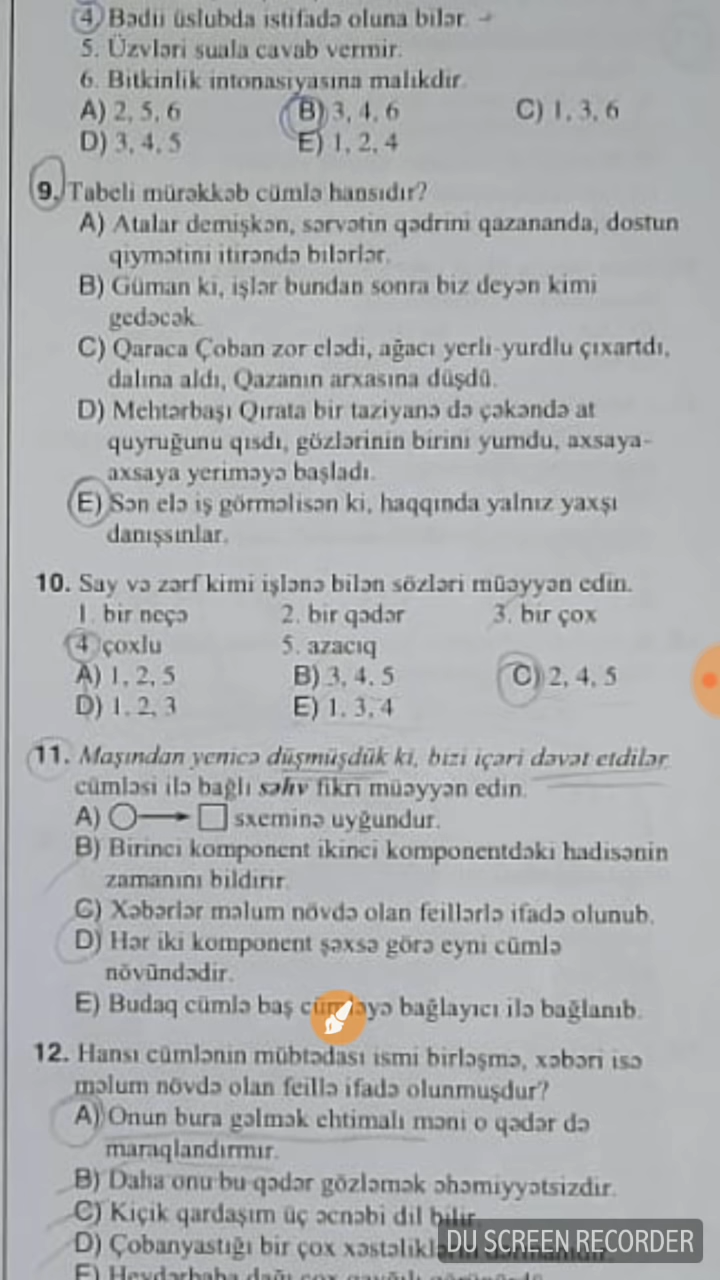 4. Bədii üslubda istifadə oluna bilər.
5. Üzvləri suala cavab vermir.
6. Bitkinlik intonasiyasına malikdir.
A) 2, 5, 6 B) 3, 4, 6 C) 1, 3, 6
D) 3, 4, 5 E) 1, 2, 4
9. Tabeli mürəkkəb cümlə hansıdır?
A) Atalar demişkən, sərvətin qədrini qazananda, dostun
qiymətini itirəndə bilərlər.
B) Güman ki, işlər bundan sonra biz deyən kimi
gedəcək.
C) Qaraca Çoban zor elədi, ağacı yerli-yurdlu çıxartdı,
dalına aldı, Qazanın arxasına düşdü.
D) Mehtərbaşı Qırata bir taziyanə də çəkəndə at
quyruğunu qısdı, gözlərinin birini yumdu, axsaya-
axsaya yeriməyə başladı.
E) Sən elə iş görməlisən ki, haqqında yalnız yaxşı
danışsınlar.
10. Say və zərf kimi işlənə bilən sözləri müəyyən edin.
1. bir neçə 2. bir qədər 3. bir çox
4. çoxlu 5. azacıq
A) 1, 2, 5 B) 3, 4, 5 C) 2, 4, 5
D) 1, 2, 3 E) 1, 3, 4
11. Maşından yenicə düşmüşdük ki, bizi içəri dəvət etdilər
cümləsi ilə bağlı səhv fikri müəyyən edin.
A) sxeminə uyğundur.
B) Birinci komponent ikinci komponentdəki hadisənin
zamanını bildirir.
C) Xəbərlər məlum növdə olan feillərlə ifadə olunub.
D) Hər iki komponent şəxsə görə eyni cümlə
növündədir.
E) Budaq cümlə baş cümləyə bağlayıcı ilə bağlanıb.
12. Hansı cümlənin mübtədası ismi birləşmə, xəbəri isə
məlum növdə olan feillə ifadə olunmuşdur?
A) Onun bura gəlmək ehtimalı məni o qədər də
maraqlandırmır.
B) Daha onu bu qədər gözləmək əhəmiyyətsizdir.
C) Kiçik qardaşım üç əcnəbi dil bilir.
D) Çobanyastığı bir çox
DU SCREEN RECORDER
E) Heydərbaba dağı çox